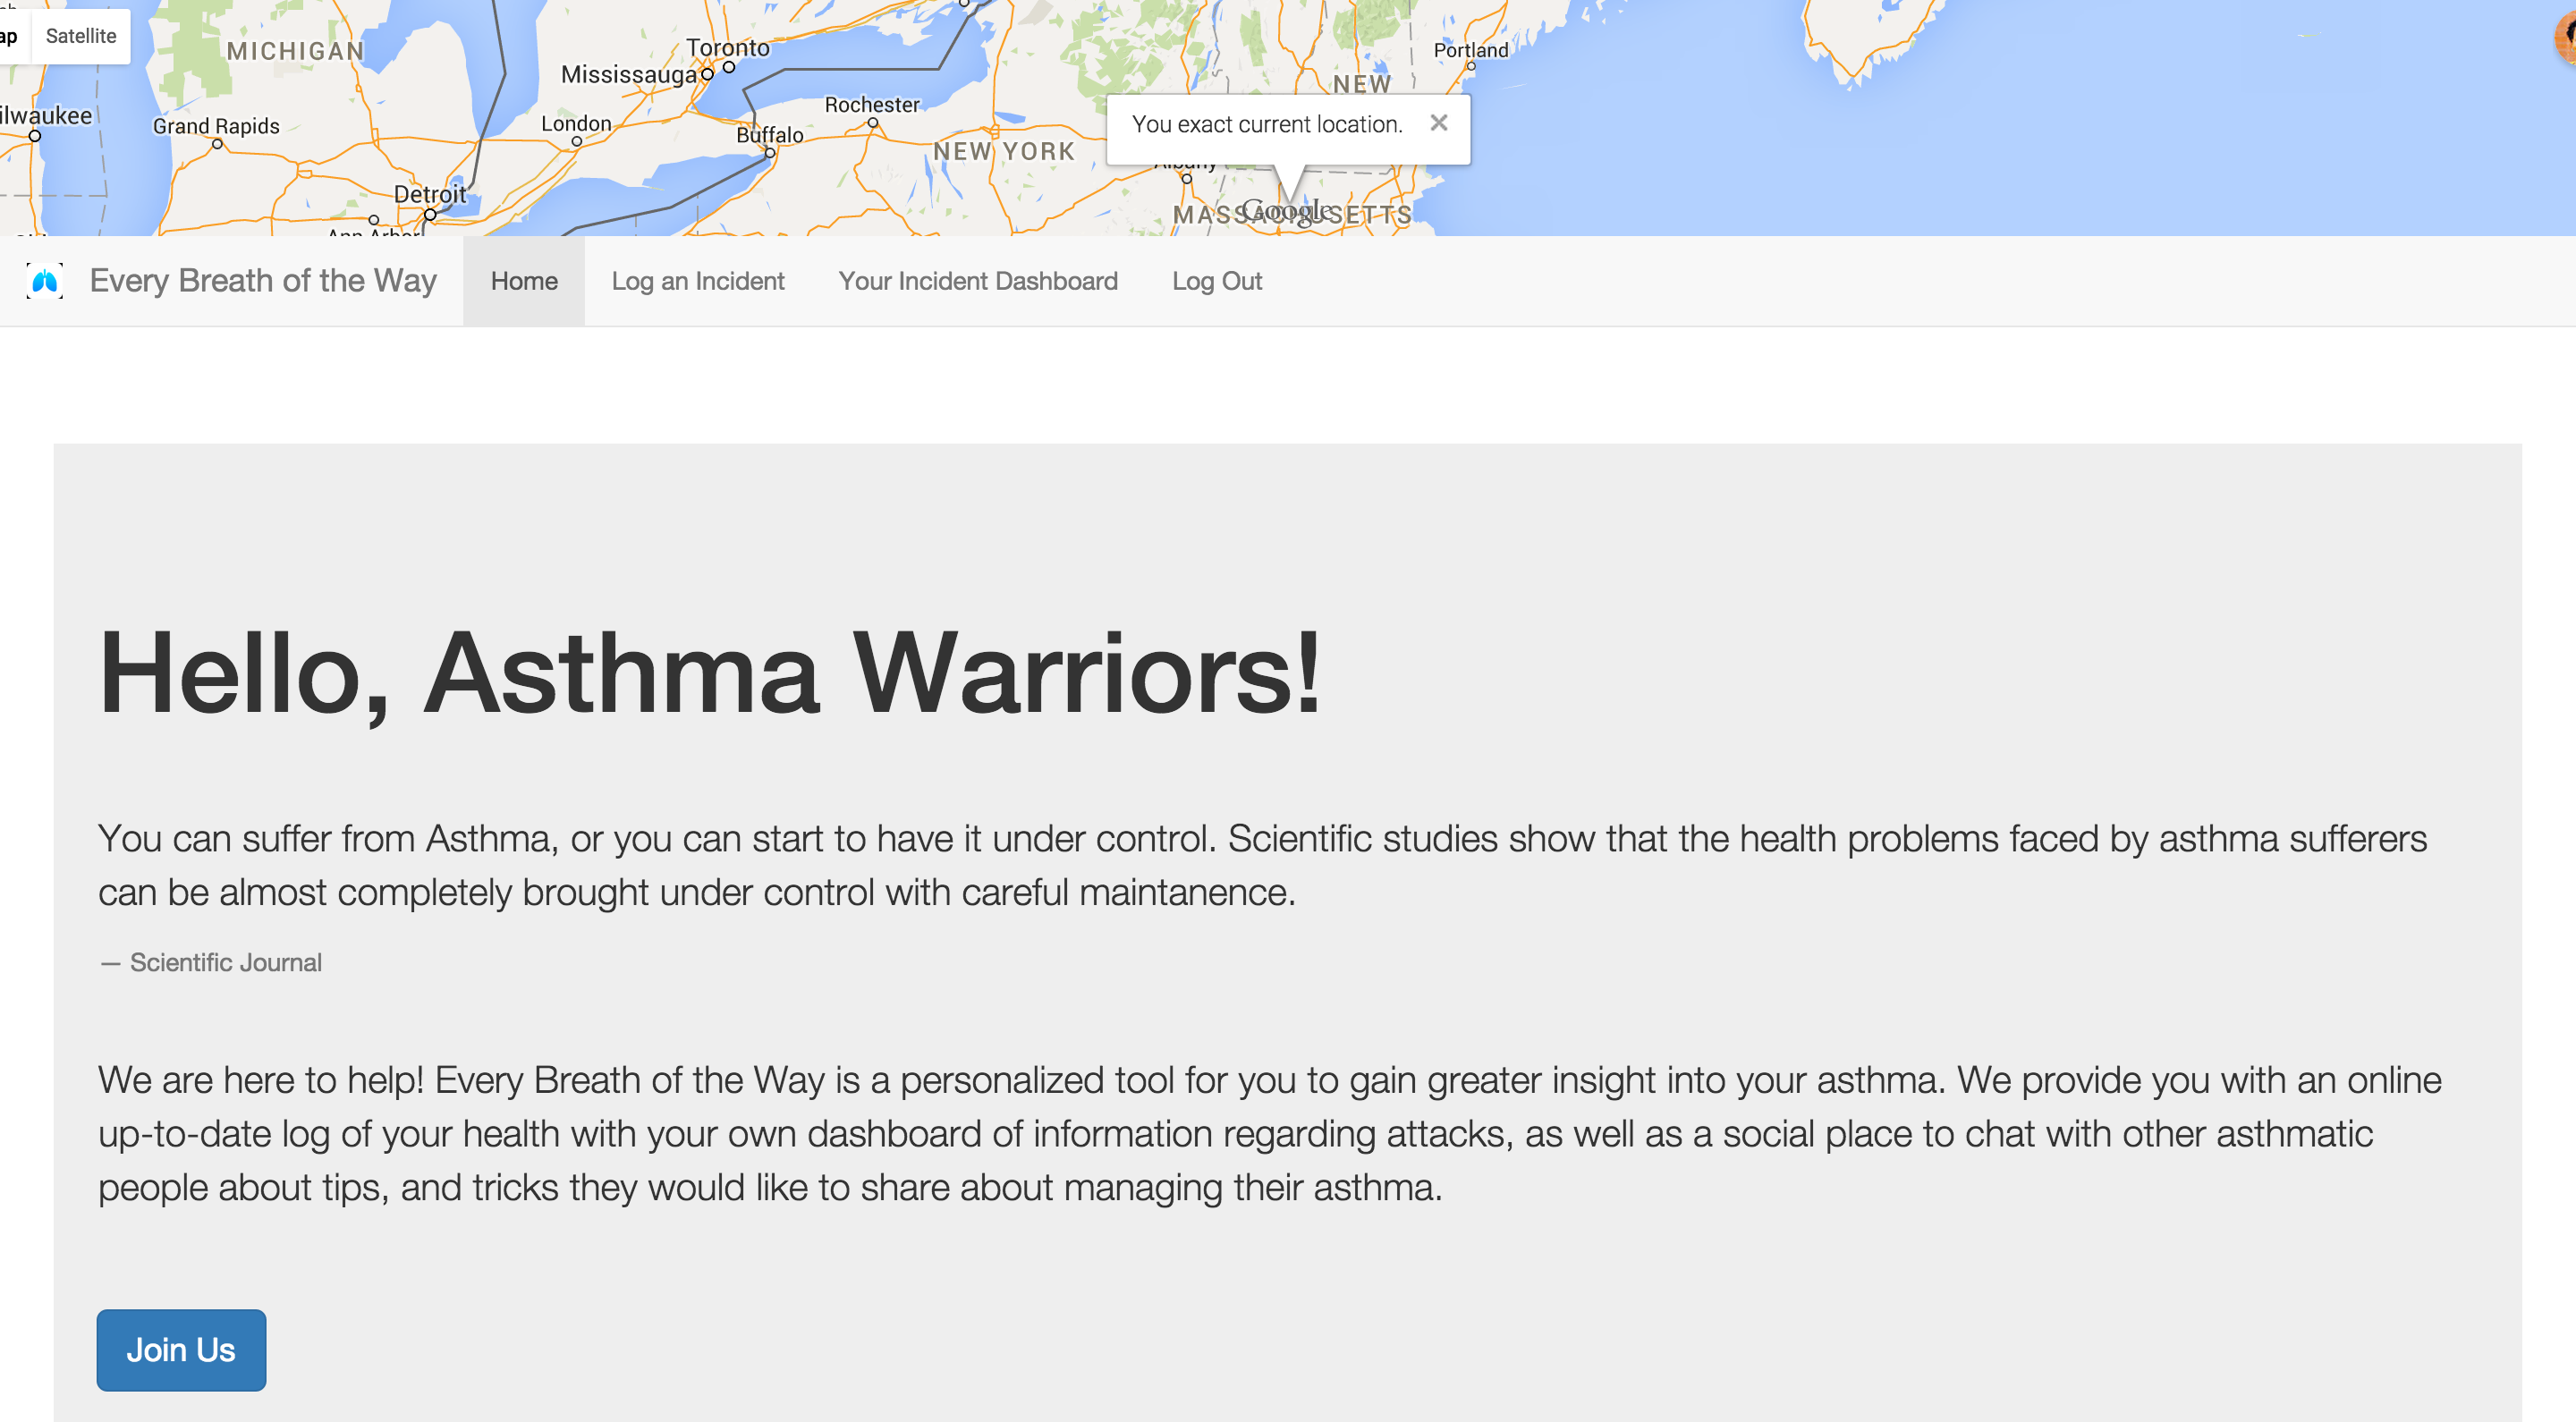 Satellite
MICHIGAN
Toronto
Mississauga
Portland
NEW
Rochester
Grand Rapids
London
Buffalo
NEW YORK
You exact current location.
Detroit
MASSACHUSETTS
Google
Every Breath of the Way
Home
Log an Incident
Your Incident Dashboard
Log Out
Hello, Asthma Warriors!
You can suffer from Asthma, or you can start to have it under control. Scientific studies show that the health problems faced by asthma sufferers
can be almost completely brought under control with careful maintanence.
— Scientific Journal
We are here to help! Every Breath of the Way is a personalized tool for you to gain greater insight into your asthma. We provide you with an online
up-to-date log of your health with your own dashboard of information regarding attacks, as well as a social place to chat with other asthmatic
people about tips, and tricks they would like to share about managing their asthma.
Join Us